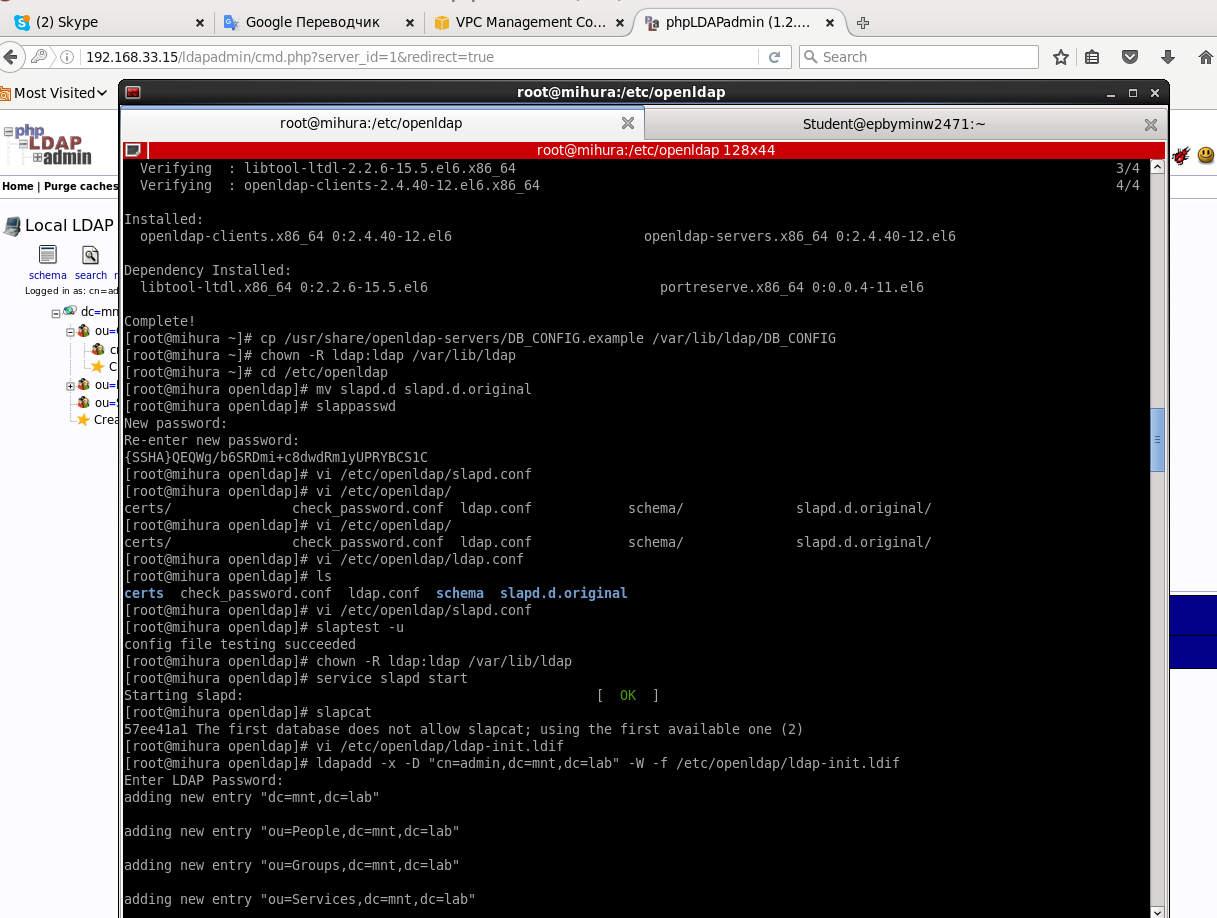 (2) Skype
Google Переводчик
VPC Management Co...
phpLDAPadmin (1.2....
192.168.33.15/ldapadmin/cmd.php?server_id=1&redirect=true
Search
Most Visited
root@mihura:/etc/openldap
root@mihura:/etc/openldap
Student@epbyminw2471:~
root@mihura:/etc/openldap 128x44
php
LDAP
admin
Home | Purge caches
Local LDAP
schema search
Logged in as: cn=ad
dc=mn
ou=
ou=
ou=
Crea
Verifying : libtool-ltdl-2.2.6-15.5.el6.x86_64 3/4
Verifying : openldap-clients-2.4.40-12.el6.x86_64 4/4
Installed:
openldap-clients.x86_64 0:2.4.40-12.el6 openldap-servers.x86_64 0:2.4.40-12.el6
Dependency Installed:
libtool-ltdl.x86_64 0:2.2.6-15.5.el6 portreserve.x86_64 0:0.0.4-11.el6
Complete!
[root@mihura ~]# cp /usr/share/openldap-servers/DB_CONFIG.example /var/lib/ldap/DB_CONFIG
[root@mihura ~]# chown -R ldap:ldap /var/lib/ldap
[root@mihura ~]# cd /etc/openldap
[root@mihura openldap]# mv slapd.d slapd.d.original
[root@mihura openldap]# slappasswd
New password:
Re-enter new password:
{SSHA}QEQWg/b6SRDmi+c8dwdRm1yUPRYBCS1C
[root@mihura openldap]# vi /etc/openldap/slapd.conf
[root@mihura openldap]# vi /etc/openldap/
certs/ check_password.conf ldap.conf schema/ slapd.d.original/
[root@mihura openldap]# vi /etc/openldap/
certs/ check_password.conf ldap.conf schema/ slapd.d.original/
[root@mihura openldap]# vi /etc/openldap/ldap.conf
[root@mihura openldap]# ls
certs check_password.conf ldap.conf schema slapd.d.original
[root@mihura openldap]# vi /etc/openldap/slapd.conf
[root@mihura openldap]# slaptest -u
config file testing succeeded
[root@mihura openldap]# chown -R ldap:ldap /var/lib/ldap
[root@mihura openldap]# service slapd start
Starting slapd: [ OK ]
[root@mihura openldap]# slapcat
57ee41a1 The first database does not allow slapcat; using the first available one (2)
[root@mihura openldap]# vi /etc/openldap/ldap-init.ldif
[root@mihura openldap]# ldapadd -x -D "cn=admin,dc=mnt,dc=lab" -W -f /etc/openldap/ldap-init.ldif
Enter LDAP Password:
adding new entry "dc=mnt,dc=lab"
adding new entry "ou=People,dc=mnt,dc=lab"
adding new entry "ou=Groups,dc=mnt,dc=lab"
adding new entry "ou=Services,dc=mnt,dc=lab"